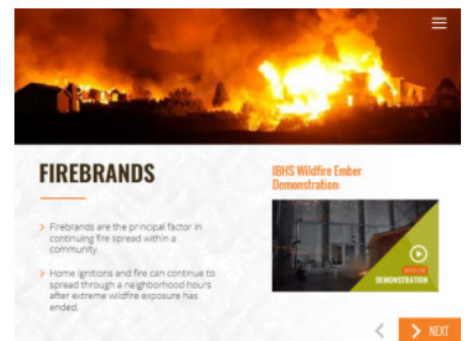 FIREBRANDS
Firebrands are the principal factor in
continuing fire spread within a
community.
Home ignitions and fire can continue to
spread through a neighborhood hours
after extreme wildfire exposure has
ended.
IBHS Wildfire Ember
Demonstration
DEMONSTRATION
NEXT